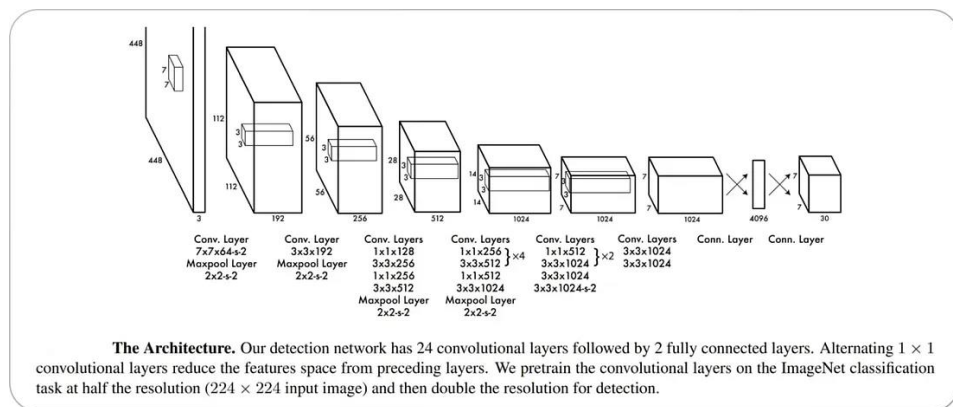 448
7
7
448
3
112
3
3
112
192
56
3
3
56
256
28
3
3
28
512
14
3
3
14
1024
7
3
3
7
1024
7
7
1024
4096
7
7
30
Conv. Layer
7x7x64-s-2
Maxpool Layer
2x2-s-2
Conv. Layer
3x3x192
Maxpool Layer
2x2-s-2
Conv. Layers
1x1x128
3x3x256
1x1x256
3x3x512
Maxpool Layer
2x2-s-2
Conv. Layers
1x1x256
3x3x512 }×4
1x1x512
3x3x1024
Maxpool Layer
2x2-s-2
Conv. Layers
1x1x512
3x3x1024 }×2
3x3x1024
3x3x1024-s-2
Conv. Layers
3x3x1024
3x3x1024
Conn. Layer
Conn. Layer
The Architecture. Our detection network has 24 convolutional layers followed by 2 fully connected layers. Alternating 1 × 1
convolutional layers reduce the features space from preceding layers. We pretrain the convolutional layers on the ImageNet classification
task at half the resolution (224 × 224 input image) and then double the resolution for detection.